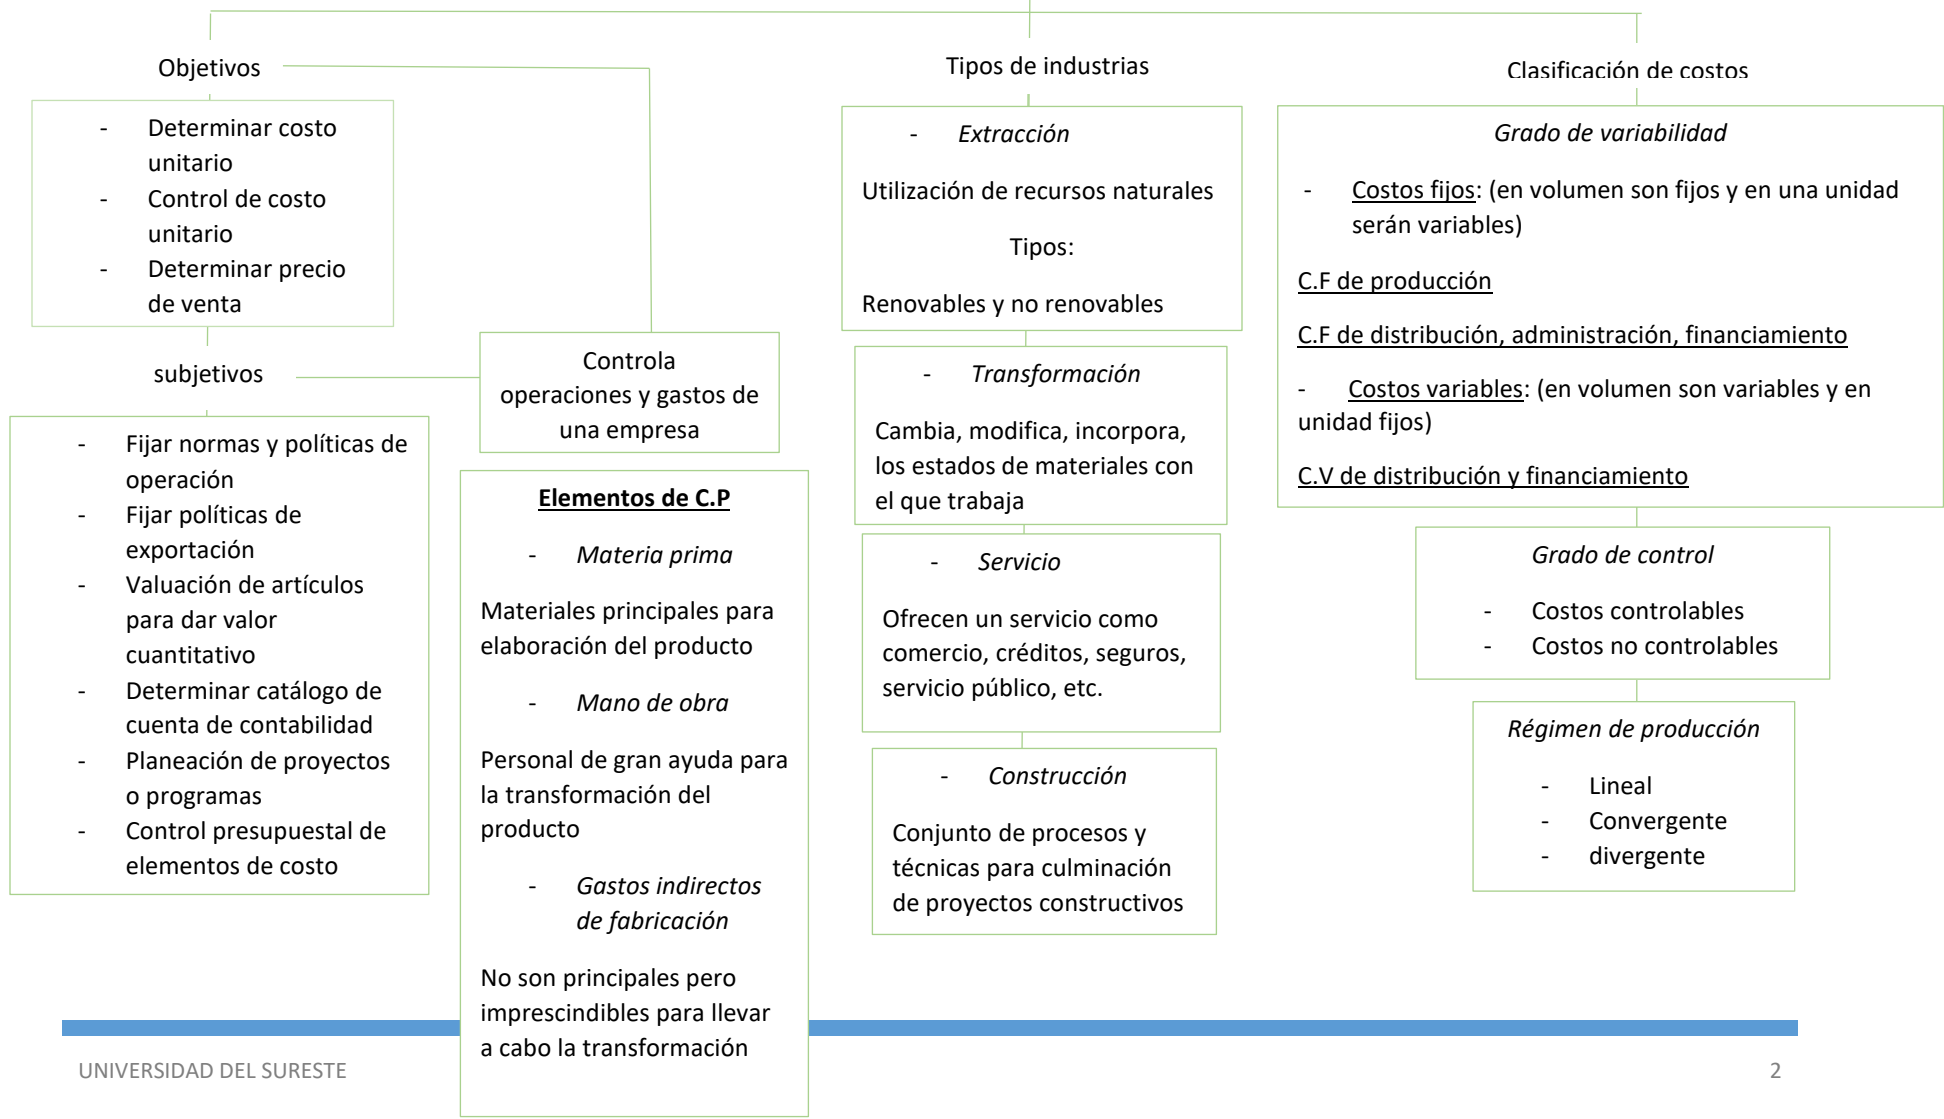 Objetivos
- Determinar costo
unitario
- Control de costo
unitario
- Determinar precio
de venta
subjetivos
- Fijar normas y políticas de
operación
- Fijar políticas de
exportación
- Valuación de artículos
para dar valor
cuantitativo
- Determinar catálogo de
cuenta de contabilidad
- Planeación de proyectos
o programas
- Control presupuestal de
elementos de costo
Controla
operaciones y gastos de
una empresa
Elementos de C.P
- Materia prima
Materiales principales para
elaboración del producto
- Mano de obra
Personal de gran ayuda para
la transformación del
producto
- Gastos indirectos
de fabricación
No son principales pero
imprescindibles para llevar
a cabo la transformación
Tipos de industrias
- Extracción
Utilización de recursos naturales
Tipos:
Renovables y no renovables
- Transformación
Cambia, modifica, incorpora,
los estados de materiales con
el que trabaja
- Servicio
Ofrecen un servicio como
comercio, créditos, seguros,
servicio público, etc.
- Construcción
Conjunto de procesos y
técnicas para culminación
de proyectos constructivos
Clasificación de costos
Grado de variabilidad
- Costos fijos: (en volumen son fijos y en una unidad
serán variables)
C.F de producción
C.F de distribución, administración, financiamiento
- Costos variables: (en volumen son variables y en
unidad fijos)
C.V de distribución y financiamiento
Grado de control
- Costos controlables
- Costos no controlables
Régimen de producción
- Lineal
- Convergente
- divergente
UNIVERSIDAD DEL SURESTE
2